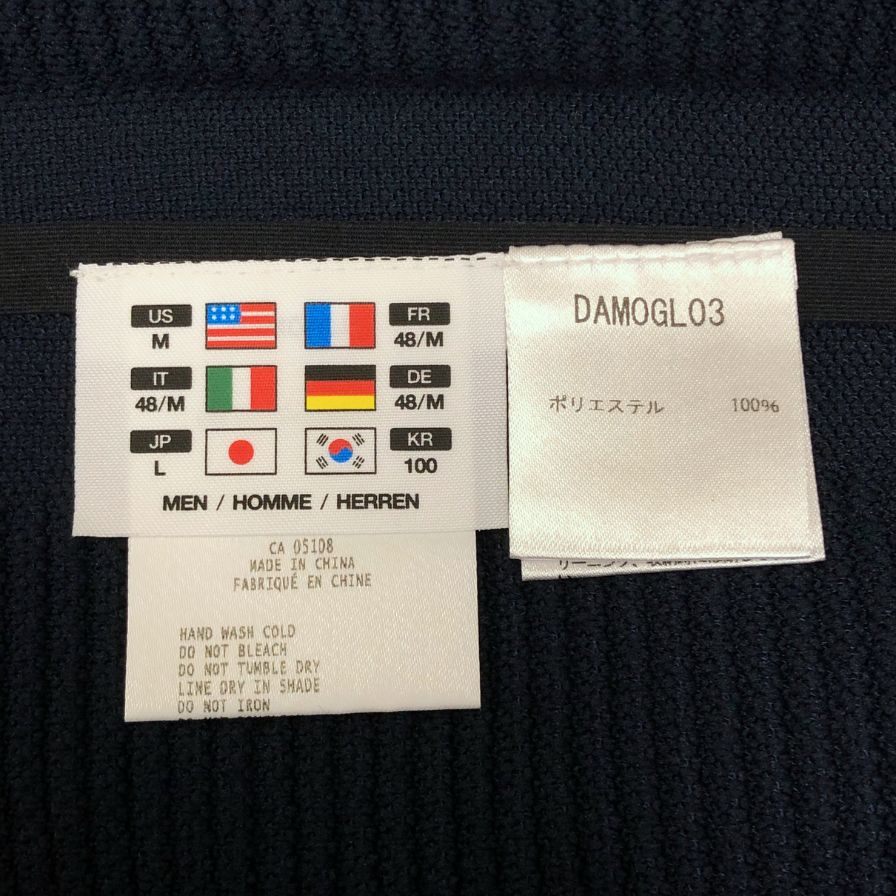 US FR
M 48/M
IT DE
48/M 48/M
JP KR
L 100
MEN / HOMME / HERREN
CA 05108
MADE IN CHINA
FABRIQUÉ EN CHINE
HAND WASH COLD
DO NOT BLEACH
DO NOT TUMBLE DRY
LINE DRY IN SHADE
DO NOT IRON
DAMOGL03
ポリエステル 100%